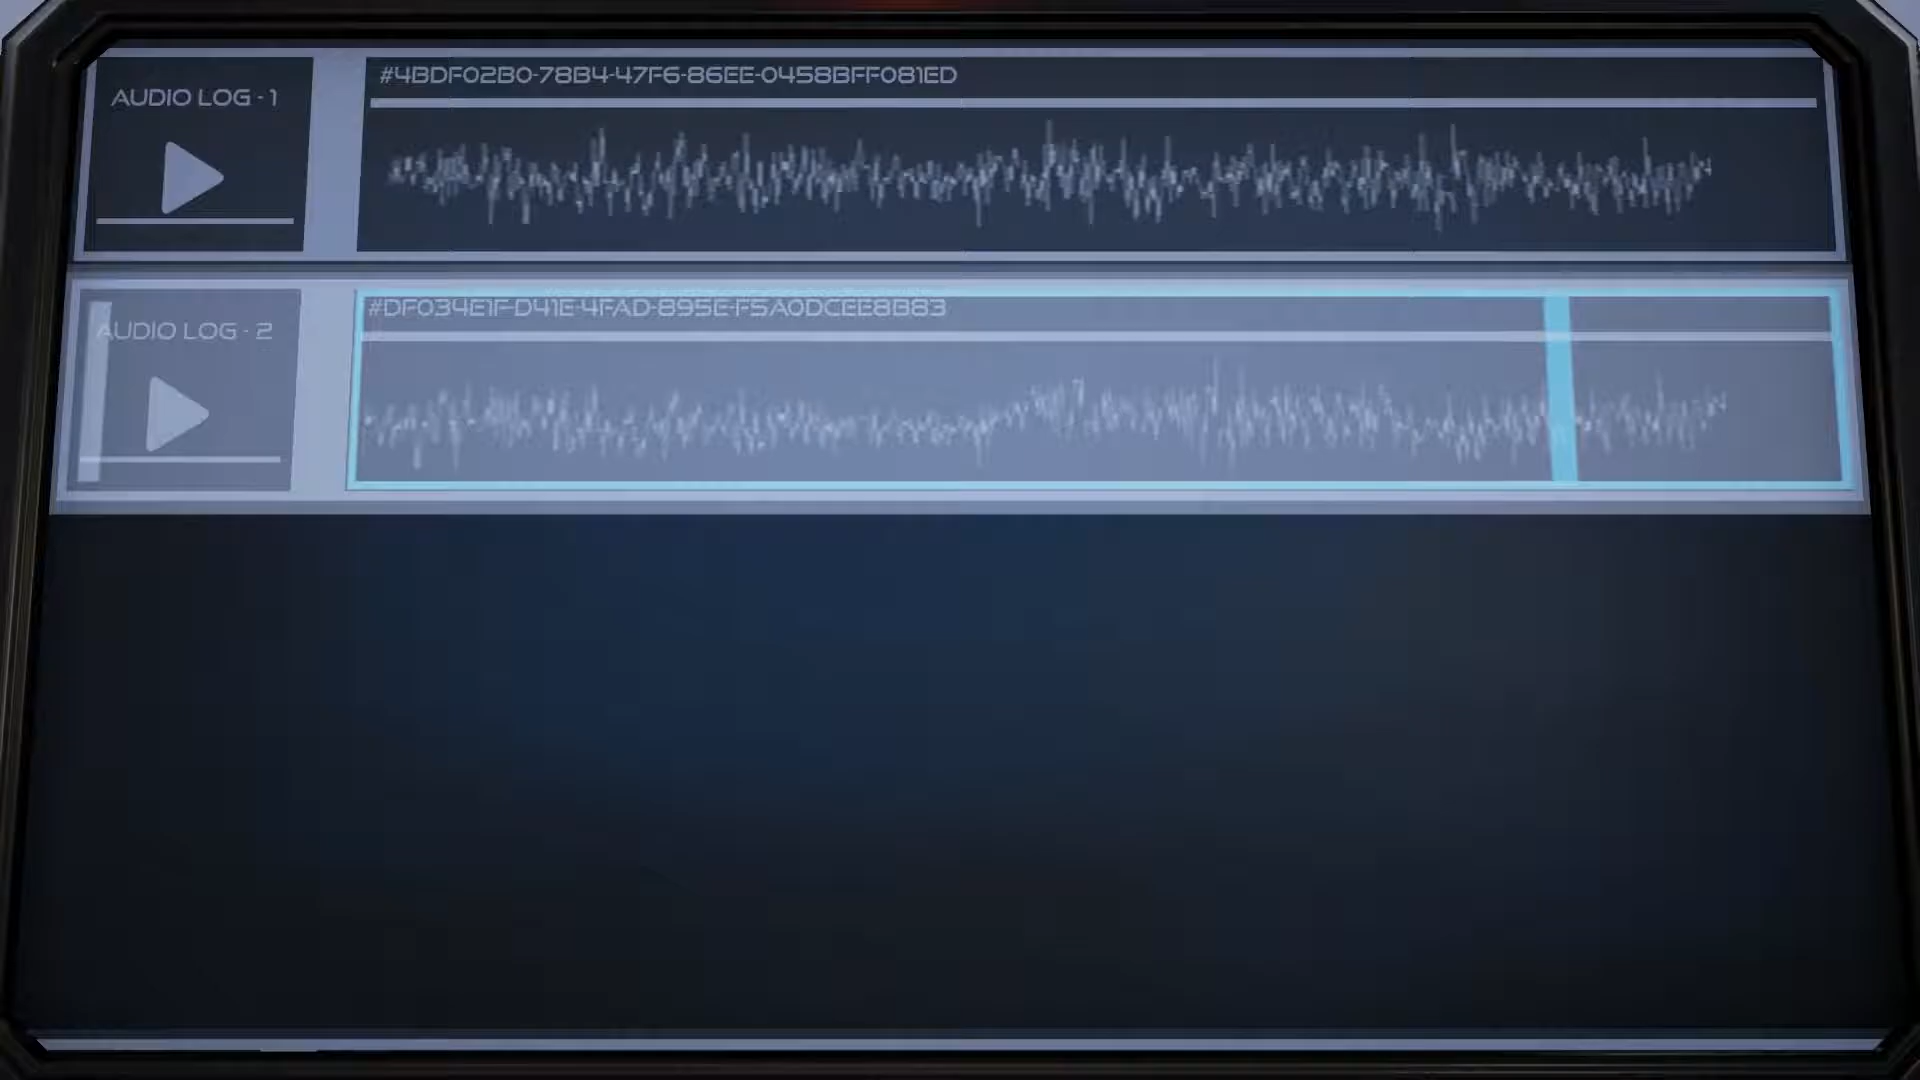 AUDIO LOG - 1
#4BDF02B0-78B4-47F6-86EE-0458BFF081ED
AUDIO LOG - 2
#DF034E1F-D41E-4FAD-895E-F5A0DCEE8B83